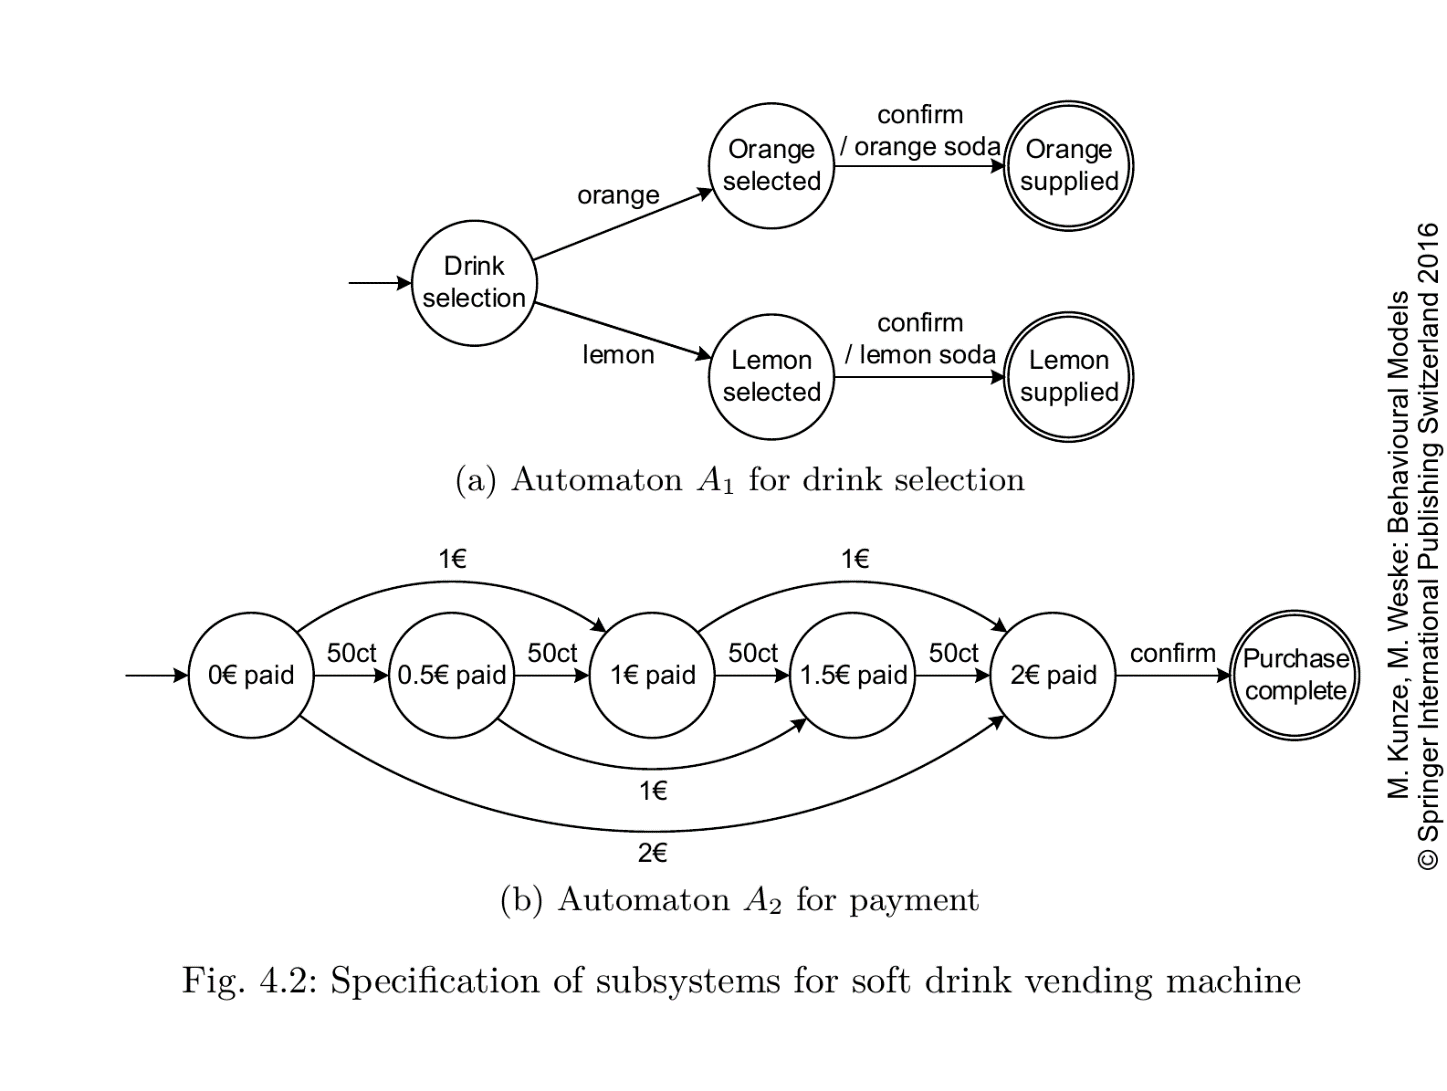 confirm
/ orange soda
Orange
selected
Orange
supplied
orange
Drink
selection
lemon
confirm
/ lemon soda
Lemon
selected
Lemon
supplied
(a) Automaton A₁ for drink selection
1€
1€
0€ paid
50ct
0.5€ paid
50ct
1€ paid
50ct
1.5€ paid
50ct
2€ paid
confirm
Purchase
complete
1€
2€
(b) Automaton A₂ for payment
Fig. 4.2: Specification of subsystems for soft drink vending machine
M. Kunze, M. Weske: Behavioural Models
© Springer International Publishing Switzerland 2016